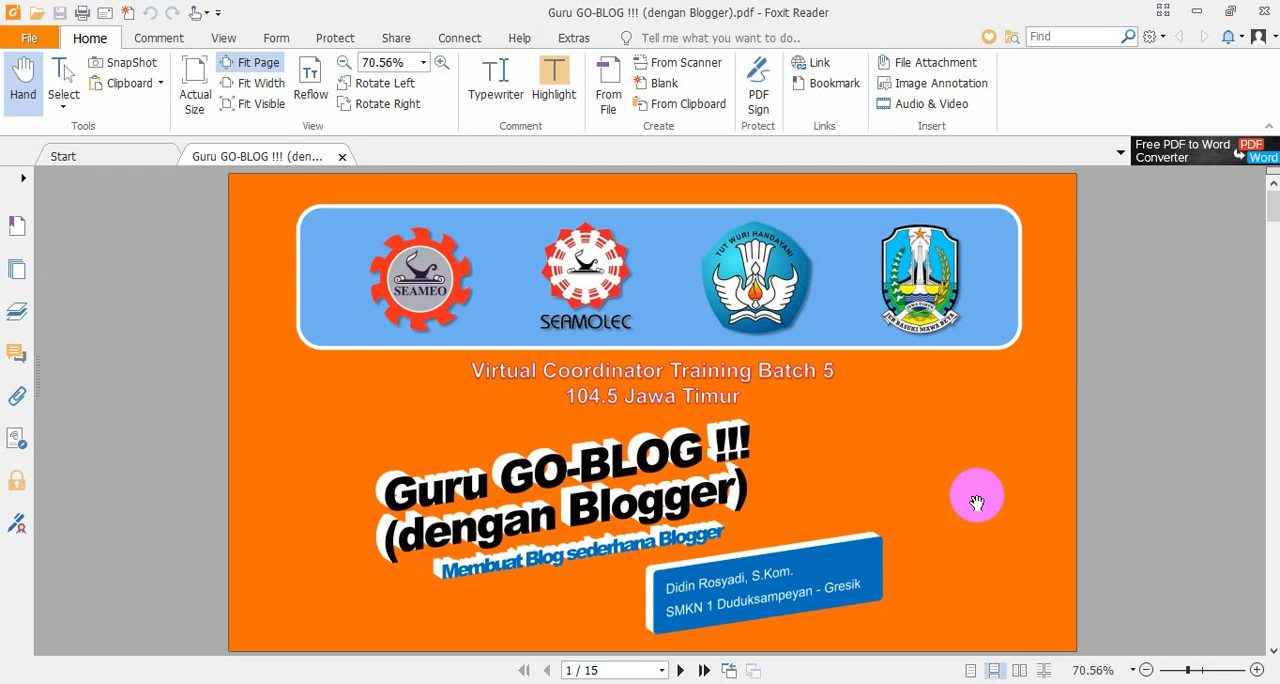 Guru GO-BLOG !!! (dengan Blogger).pdf - Foxit Reader
File Home Comment View Form Protect Share Connect Help Extras Tell me what you want to do.. Find
Hand
Select
SnapShot
Clipboard
Tools
Actual Size
Fit Page
Fit Width
Fit Visible
Reflow
70.56%
Rotate Left
Rotate Right
View
Typewriter
Highlight
Comment
From File
From Scanner
Blank
From Clipboard
Create
PDF Sign
Protect
Link
Bookmark
Links
File Attachment
Image Annotation
Audio & Video
Insert
Start
Guru GO-BLOG !!! (den...
Free PDF to Word Converter
PDF
Word
SEAMEO
SEAMOLEC
TUT WURI HANDAYANI
JAWA TIMUR
JER BASUKI MAWA BEYA
Virtual Coordinator Training Batch 5
104.5 Jawa Timur
Guru GO-BLOG !!!
(dengan Blogger)
Membuat Blog sederhana Blogger
Didin Rosyadi, S.Kom.
SMKN 1 Duduksampeyan - Gresik
1 / 15
70.56%